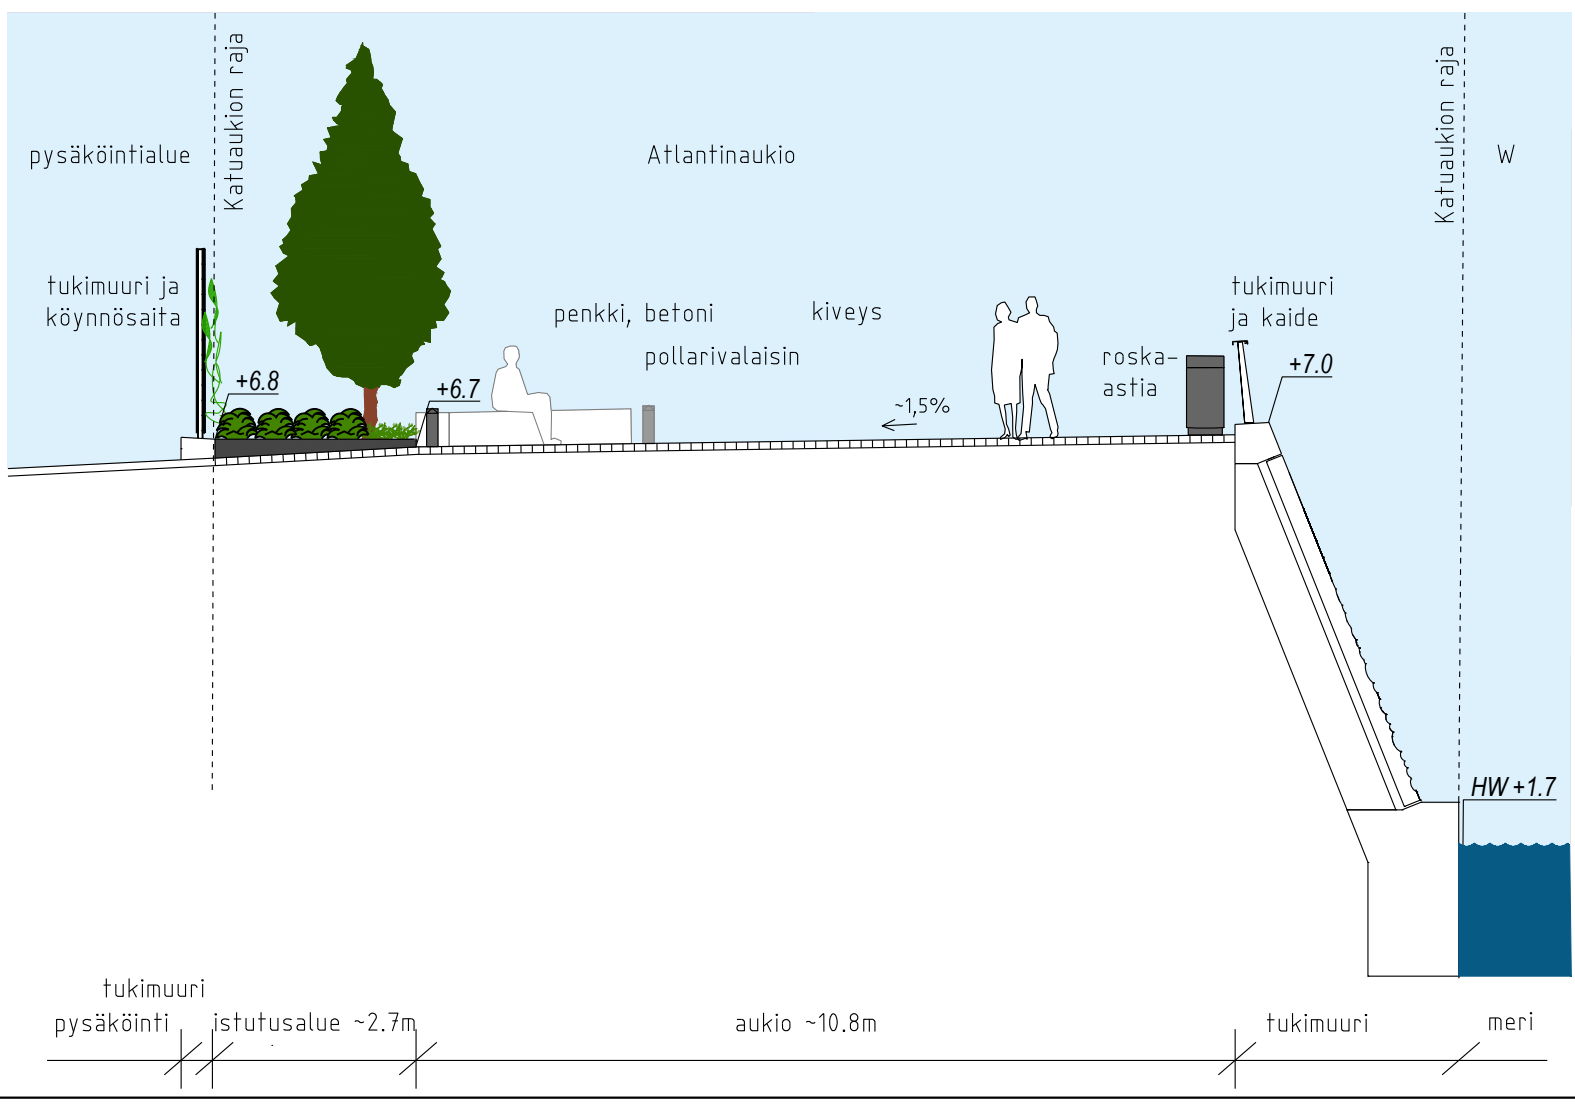 Katuaukion raja
Katuaukion raja
pysäköintialue
Atlantinaukio
W
tukimuuri ja
köynnösaita
penkki, betoni
kiveys
pollarivalaisin
tukimuuri
ja kaide
roska-
astia
+6.8
+6.7
~1,5%
+7.0
HW +1.7
tukimuuri
pysäköinti
istutusalue ~2.7m
aukio ~10.8m
tukimuuri
meri